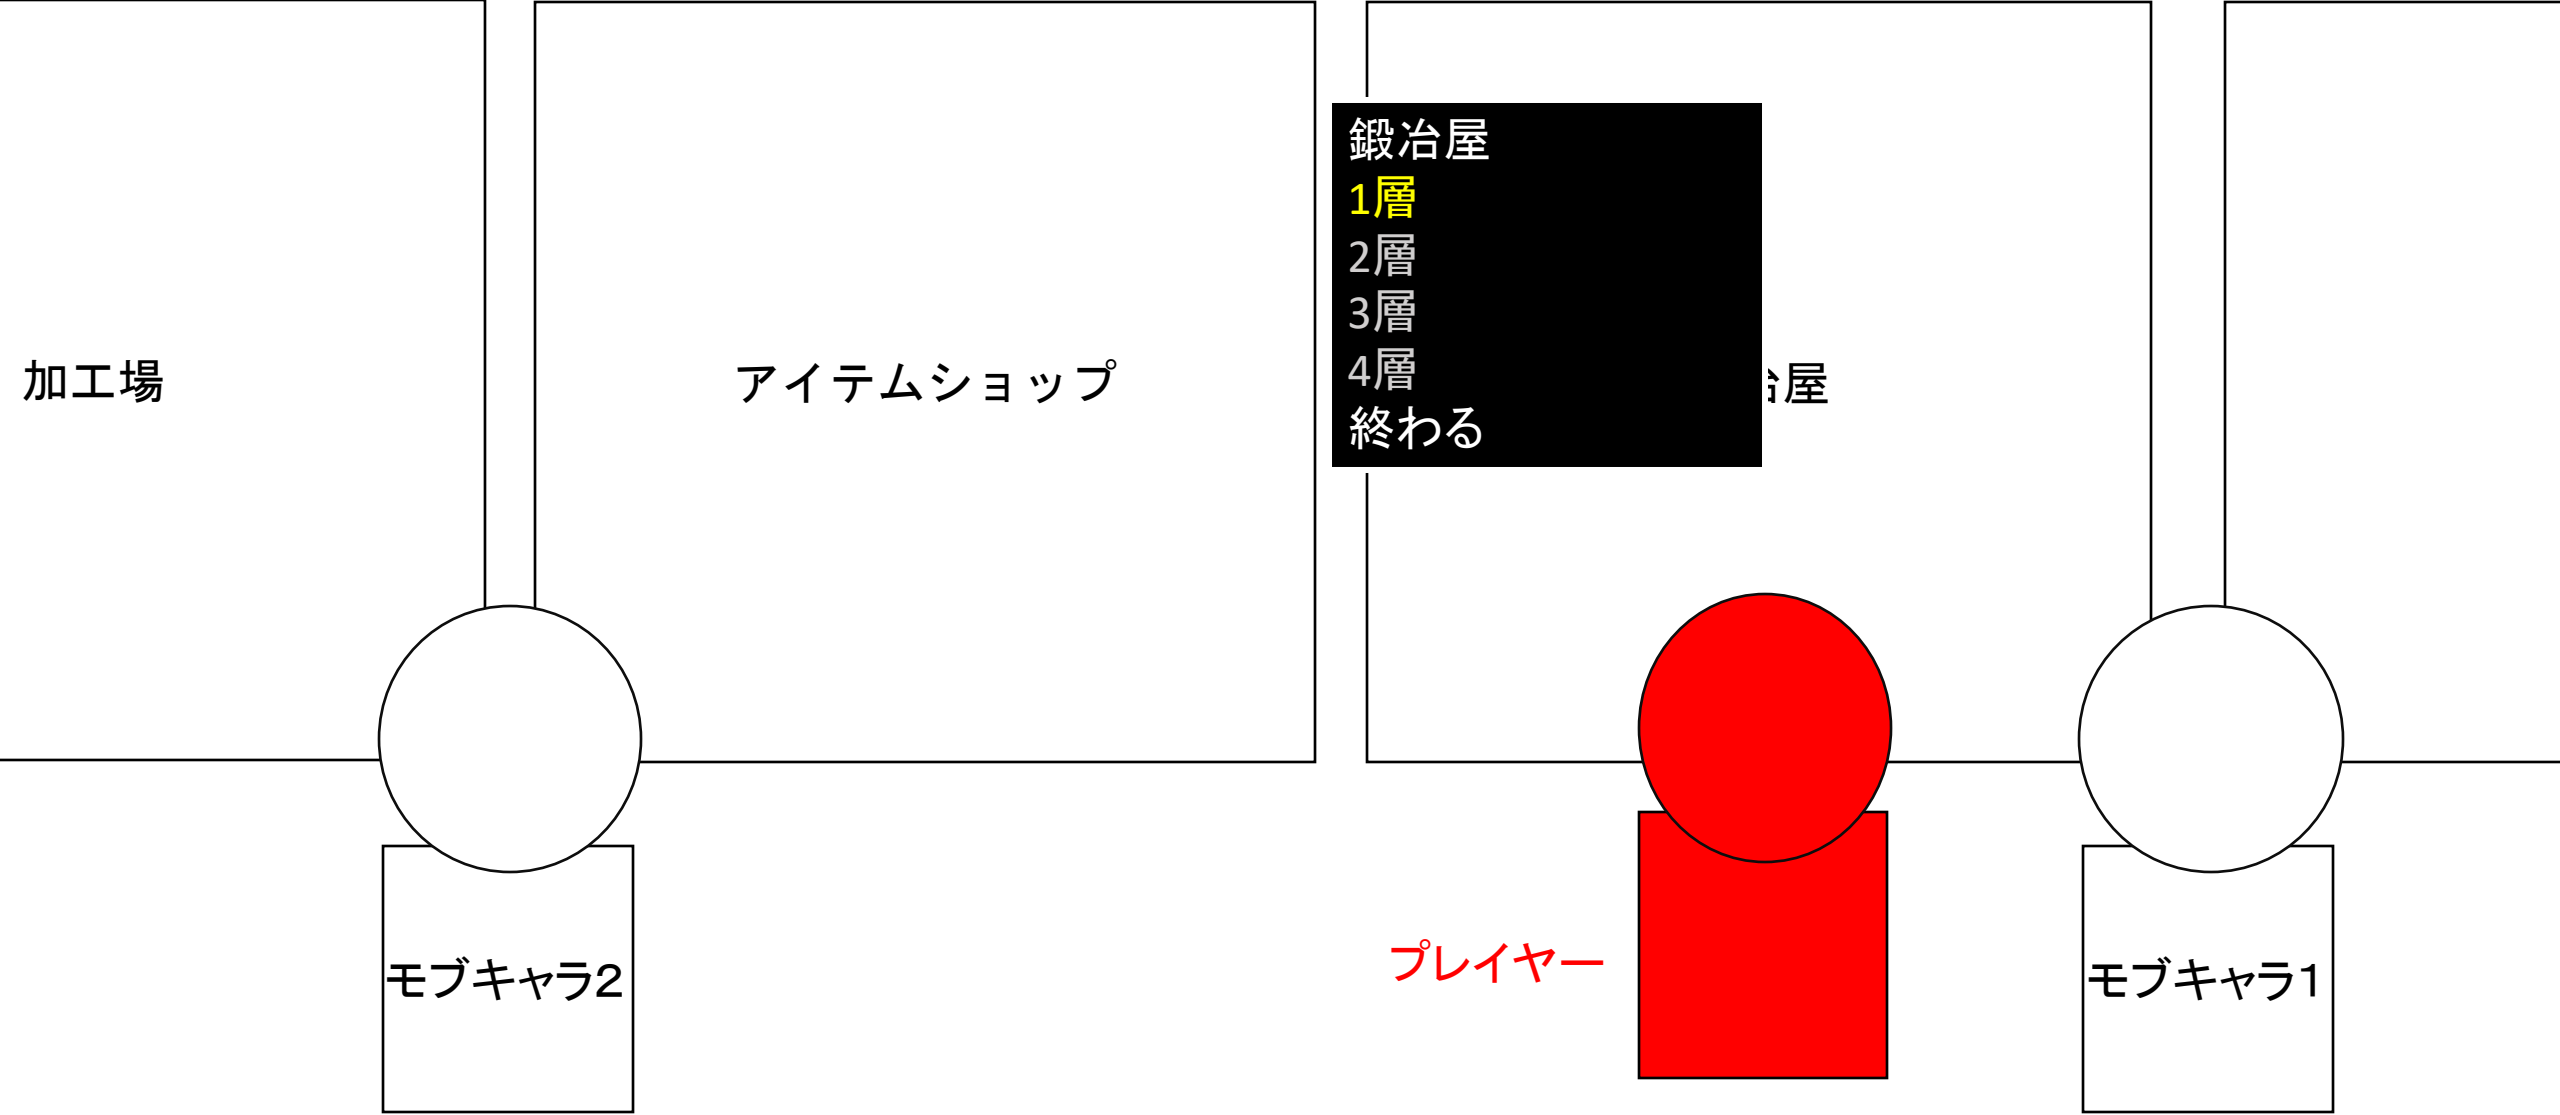 加工場
アイテムショップ
鍛冶屋
1層
2層
3層
4層
終わる
冶屋
プレイヤー
モブキャラ2
モブキャラ1